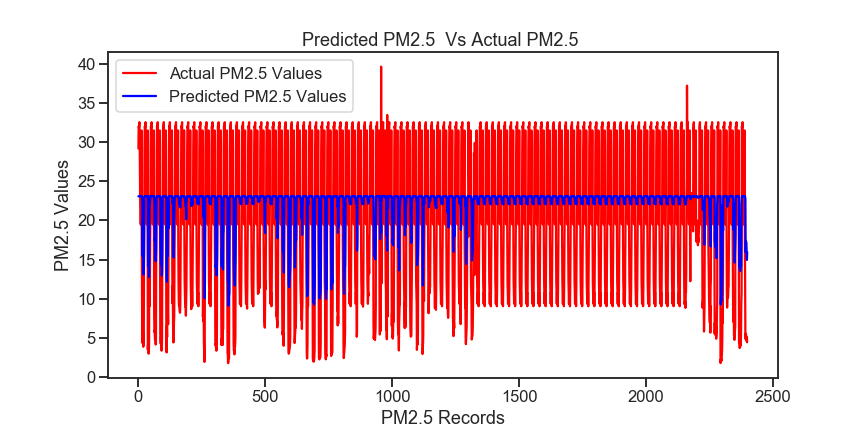 Predicted PM2.5  Vs Actual PM2.5
Actual PM2.5 Values
Predicted PM2.5 Values
PM2.5 Values
40
35
30
25
20
15
10
5
0
0 500 1000 1500 2000 2500
PM2.5 Records